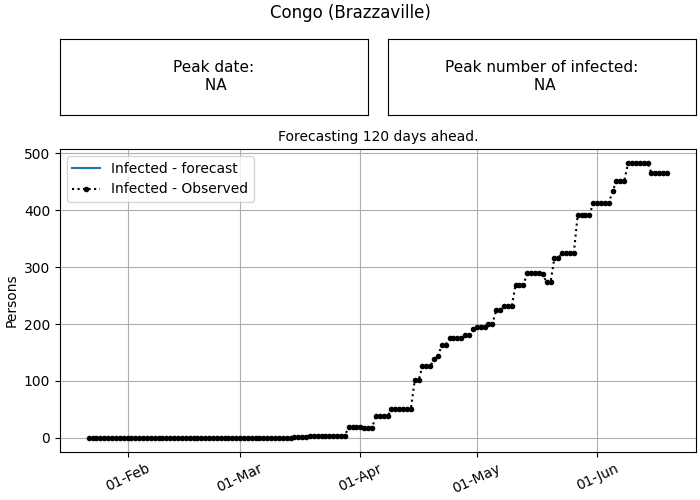 Congo (Brazzaville)
Peak date:
NA
Peak number of infected:
NA
Forecasting 120 days ahead.
Infected - forecast
Infected - Observed
Persons
500
400
300
200
100
0
01-Feb
01-Mar
01-Apr
01-May
01-Jun